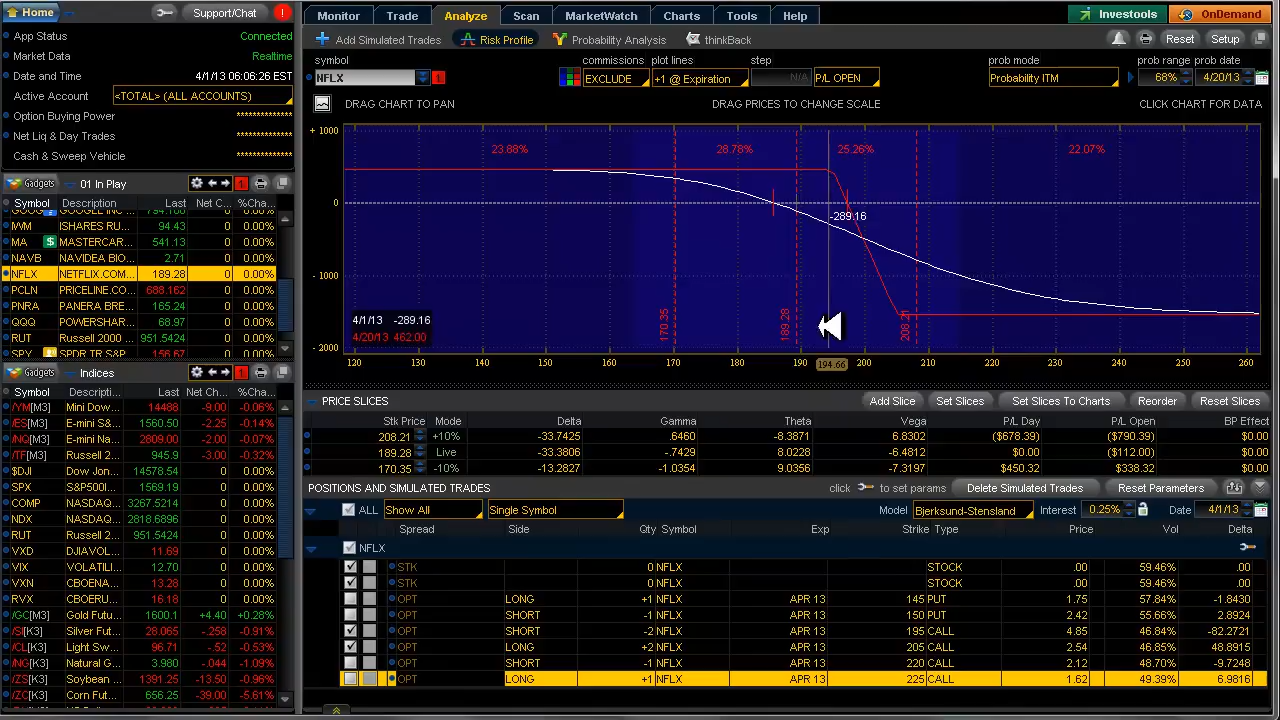 Home Support/Chat !
App Status Connected
Market Data Realtime
Date and Time 4/1/13 06:06:26 EST
Active Account <TOTAL> (ALL ACCOUNTS)
Option Buying Power ***********
Net Liq & Day Trades ***********
Cash & Sweep Vehicle ***********
Gadgets 01 In Play 1
Symbol Description Last Net C... %Cha...
IWM ISHARES RU... 94.43 0 0.00%
MA $ MASTERCAR... 541.13 0 0.00%
NAVB NAVIDEA BIO... 2.71 0 0.00%
NFLX NETFLIX.COM... 189.28 0 0.00%
PCLN PRICELINE.CO... 688.162 0 0.00%
PNRA PANERA BRE... 165.24 0 0.00%
QQQ POWERSHAR... 68.97 0 0.00%
RUT Russell 2000 ... 951.5424 0 0.00%
SPY SPDR TR S&P 156.67 0 0.00%
Gadgets Indices 1
Symbol Descripti... Last Net Ch... %Cha...
/YM[M3] Mini Dow... 14488 -9.00 -0.06%
/ES[M3] E-mini S&... 1560.50 -2.25 -0.14%
/NQ[M3] E-mini Na... 2809.00 -2.00 -0.07%
/TF[M3] Russell 2... 945.9 -3.00 -0.32%
$DJI Dow Jon... 14578.54 0 0.00%
SPX S&P500I... 1569.19 0 0.00%
COMP NASDAQ... 3267.5214 0 0.00%
NDX NASDAQ... 2818.6896 0 0.00%
RUT Russell 2... 951.5424 0 0.00%
VXD DJIAVOL... 11.69 0 0.00%
VIX VOLATILI... 12.70 0 0.00%
VXN CBOENA... 13.28 0 0.00%
RVX CBOERU... 16.18 0 0.00%
/GC[M3] Gold Futu... 1600.1 +4.40 +0.28%
/SI[K3] Silver Fut... 28.065 -.258 -0.91%
/CL[K3] Light Sw... 96.71 -.52 -0.53%
/NG[K3] Natural G... 3.980 -.044 -1.09%
/ZS[K3] Soybean ... 1391.25 -13.50 -0.96%
/ZC[K3] Corn Fut... 656.25 -39.00 -5.61%
Monitor Trade Analyze Scan MarketWatch Charts Tools Help Investools OnDemand
Add Simulated Trades Risk Profile Probability Analysis thinkBack Reset Setup
symbol commissions plot lines step prob mode prob range prob date
NFLX 1 EXCLUDE +1 @ Expiration N/A P/L OPEN Probability ITM 68% 4/20/13
DRAG CHART TO PAN DRAG PRICES TO CHANGE SCALE CLICK CHART FOR DATA
+ 1000
23.88% 28.78% 25.26% 22.07%
0
-289.16
- 1000
170.35 189.28 208.21
4/1/13 -289.16
4/20/13 462.00
- 2000
120 130 140 150 160 170 180 190 194.66 200 210 220 230 240 250 260
PRICE SLICES Add Slice Set Slices Set Slices To Charts Reorder Reset Slices
Stk Price Mode Delta Gamma Theta Vega P/L Day P/L Open BP Effect
208.21 +10% -33.7425 .6460 -8.3871 6.8302 ($678.39) ($790.39) $0.00
189.28 Live -33.3806 -.7429 8.0229 -6.4812 $0.00 ($112.00) $0.00
170.35 -10% -13.2827 -1.0354 9.0356 -7.3197 $450.32 $338.32 $0.00
POSITIONS AND SIMULATED TRADES click to set params Delete Simulated Trades Reset Parameters
ALL Show All Single Symbol Model Bjerksund-Stensland Interest 0.25% Date 4/1/13
Spread Side Qty Symbol Exp Strike Type Price Vol Delta
NFLX
STK 0 NFLX STOCK .00 59.46% .00
STK 0 NFLX STOCK .00 59.46% .00
OPT LONG +1 NFLX APR 13 145 PUT 1.75 57.84% -1.8430
OPT SHORT -1 NFLX APR 13 150 PUT 2.42 55.66% 2.8924
OPT SHORT -2 NFLX APR 13 195 CALL 4.85 46.84% -82.2721
OPT LONG +2 NFLX APR 13 205 CALL 2.54 46.85% 48.8915
OPT SHORT -1 NFLX APR 13 220 CALL 2.12 48.70% -9.7248
OPT LONG +1 NFLX APR 13 225 CALL 1.62 49.39% 6.9816